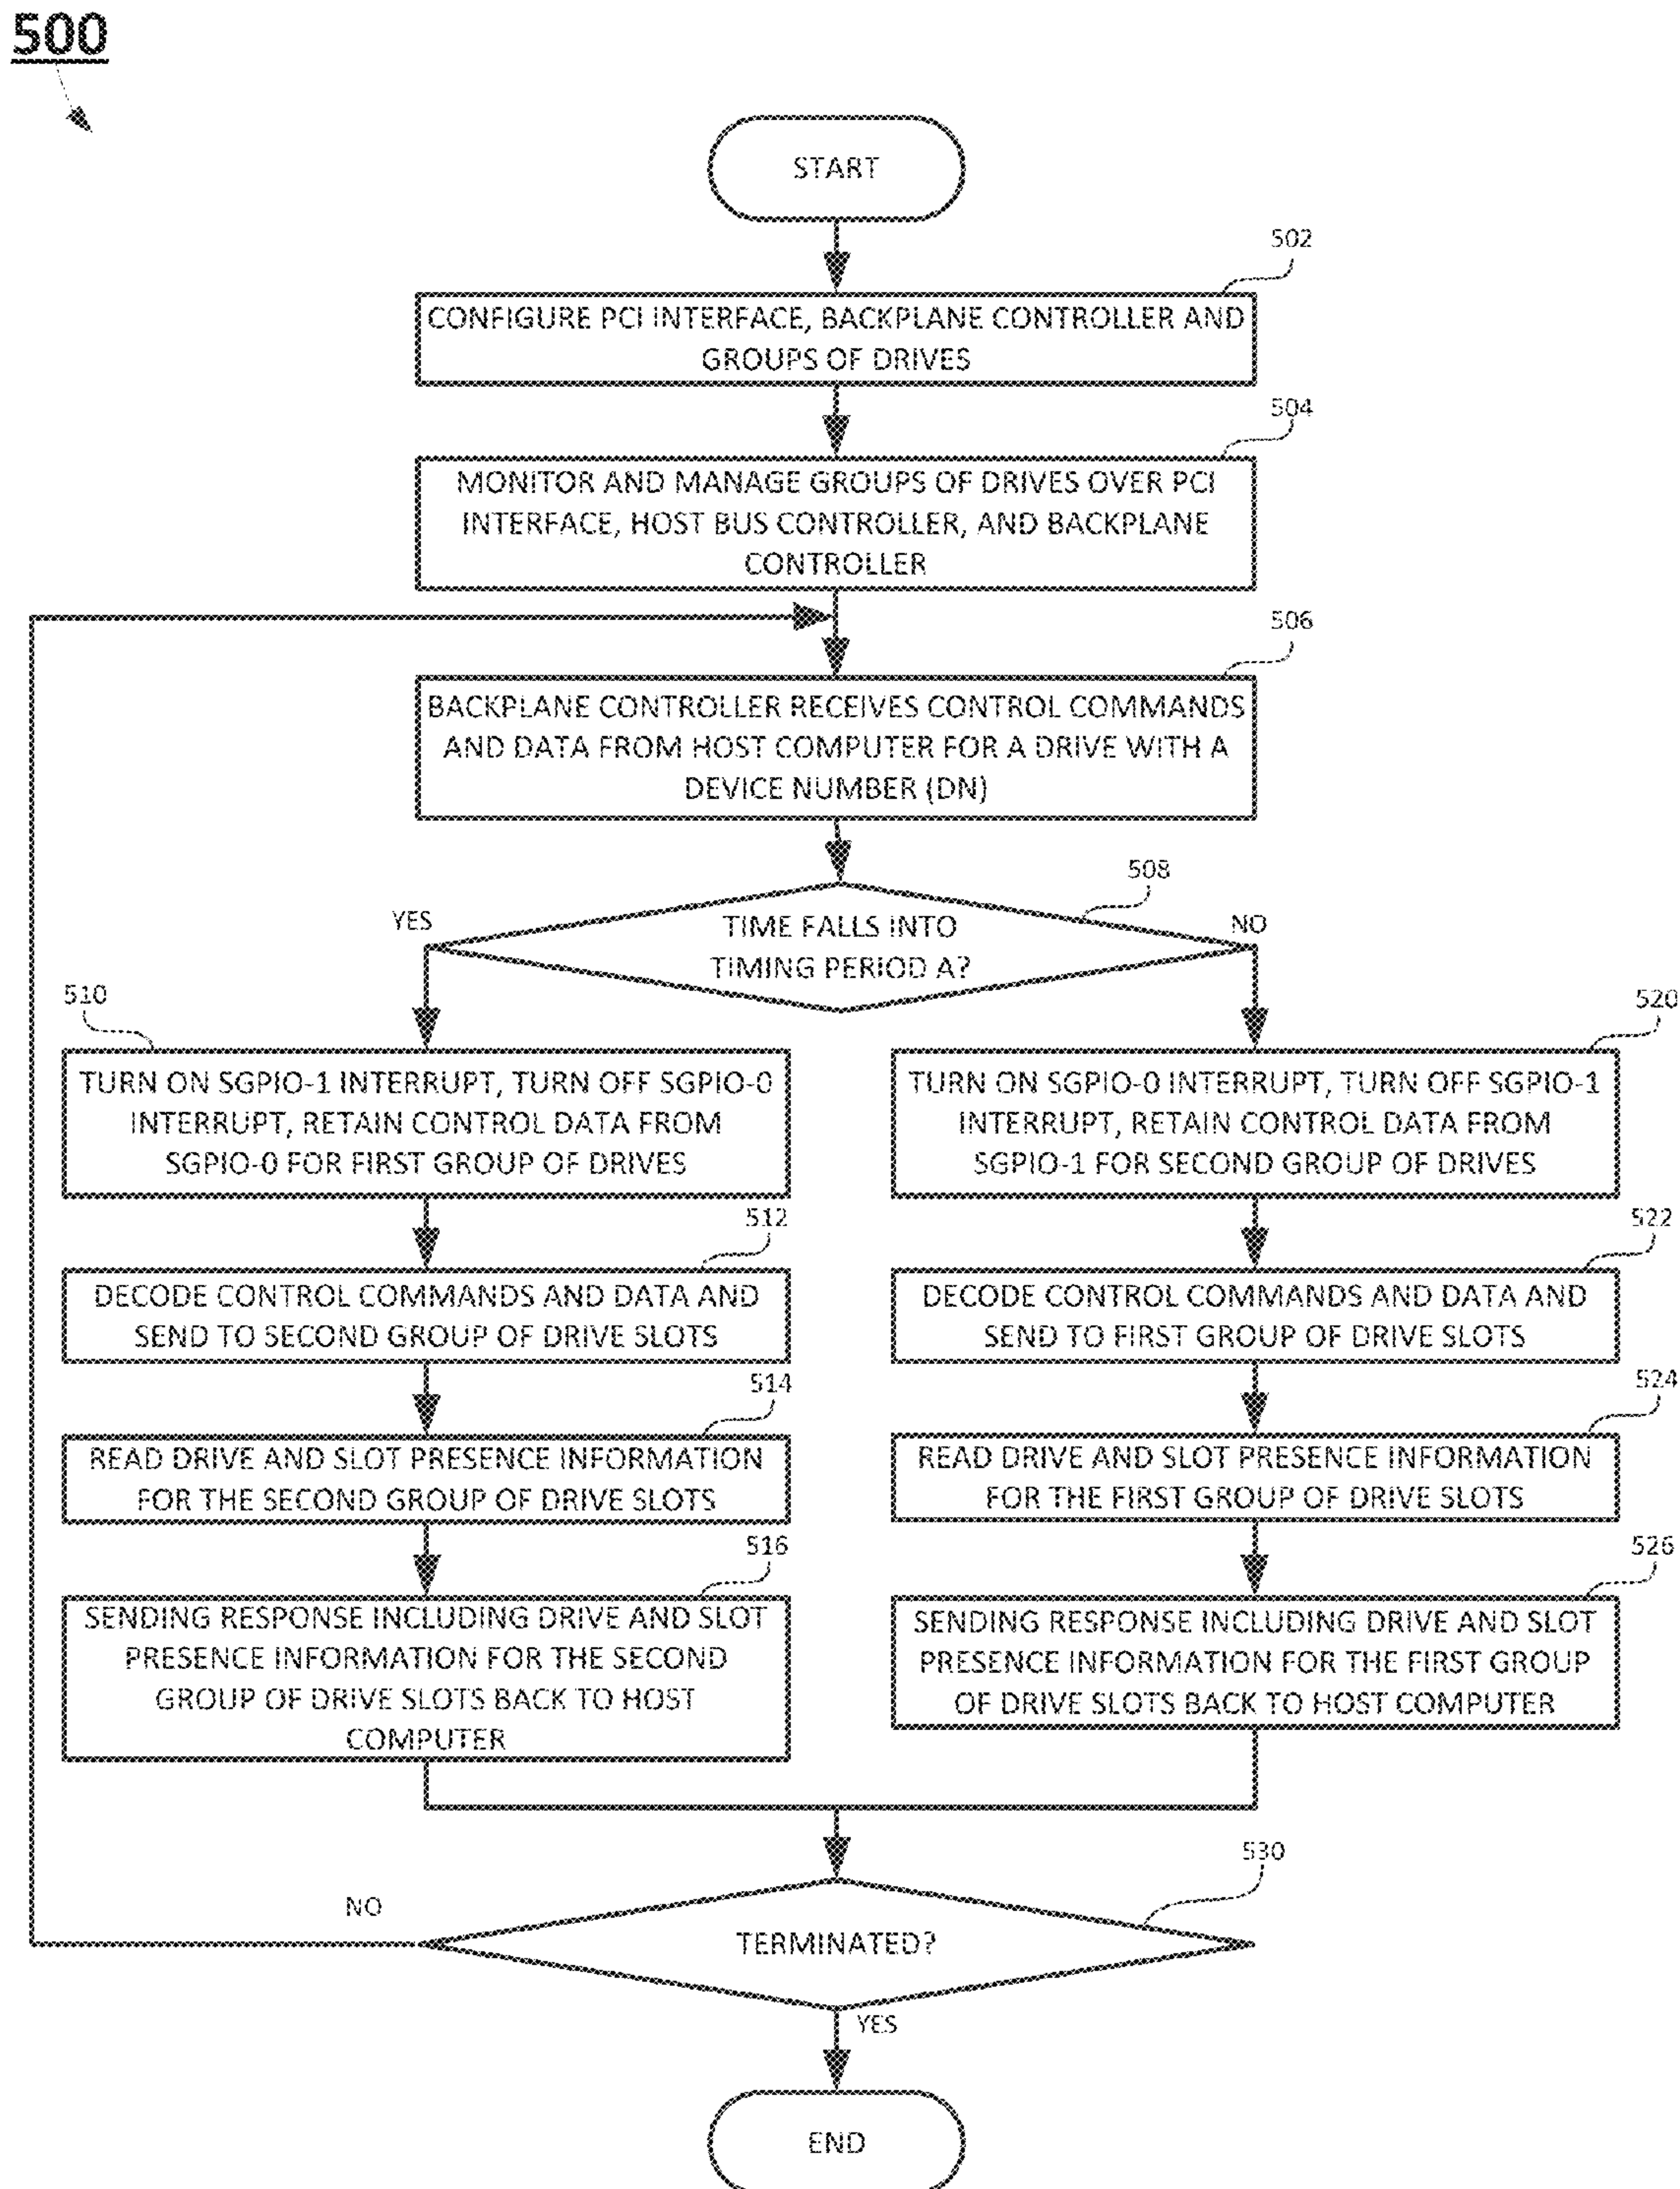 500
START
502
CONFIGURE PCI INTERFACE, BACKPLANE CONTROLLER AND
GROUPS OF DRIVES
504
MONITOR AND MANAGE GROUPS OF DRIVES OVER PCI
INTERFACE, HOST BUS CONTROLLER, AND BACKPLANE
CONTROLLER
506
BACKPLANE CONTROLLER RECEIVES CONTROL COMMANDS
AND DATA FROM HOST COMPUTER FOR A DRIVE WITH A
DEVICE NUMBER (DN)
508
YES
TIME FALLS INTO
TIMING PERIOD A?
NO
510
TURN ON SGPIO-1 INTERRUPT, TURN OFF SGPIO-0
INTERRUPT, RETAIN CONTROL DATA FROM
SGPIO-0 FOR FIRST GROUP OF DRIVES
512
DECODE CONTROL COMMANDS AND DATA AND
SEND TO SECOND GROUP OF DRIVE SLOTS
514
READ DRIVE AND SLOT PRESENCE INFORMATION
FOR THE SECOND GROUP OF DRIVE SLOTS
516
SENDING RESPONSE INCLUDING DRIVE AND SLOT
PRESENCE INFORMATION FOR THE SECOND
GROUP OF DRIVE SLOTS BACK TO HOST
COMPUTER
520
TURN ON SGPIO-0 INTERRUPT, TURN OFF SGPIO-1
INTERRUPT, RETAIN CONTROL DATA FROM
SGPIO-1 FOR SECOND GROUP OF DRIVES
522
DECODE CONTROL COMMANDS AND DATA AND
SEND TO FIRST GROUP OF DRIVE SLOTS
524
READ DRIVE AND SLOT PRESENCE INFORMATION
FOR THE FIRST GROUP OF DRIVE SLOTS
526
SENDING RESPONSE INCLUDING DRIVE AND SLOT
PRESENCE INFORMATION FOR THE FIRST GROUP
OF DRIVE SLOTS BACK TO HOST COMPUTER
530
NO
TERMINATED?
YES
END